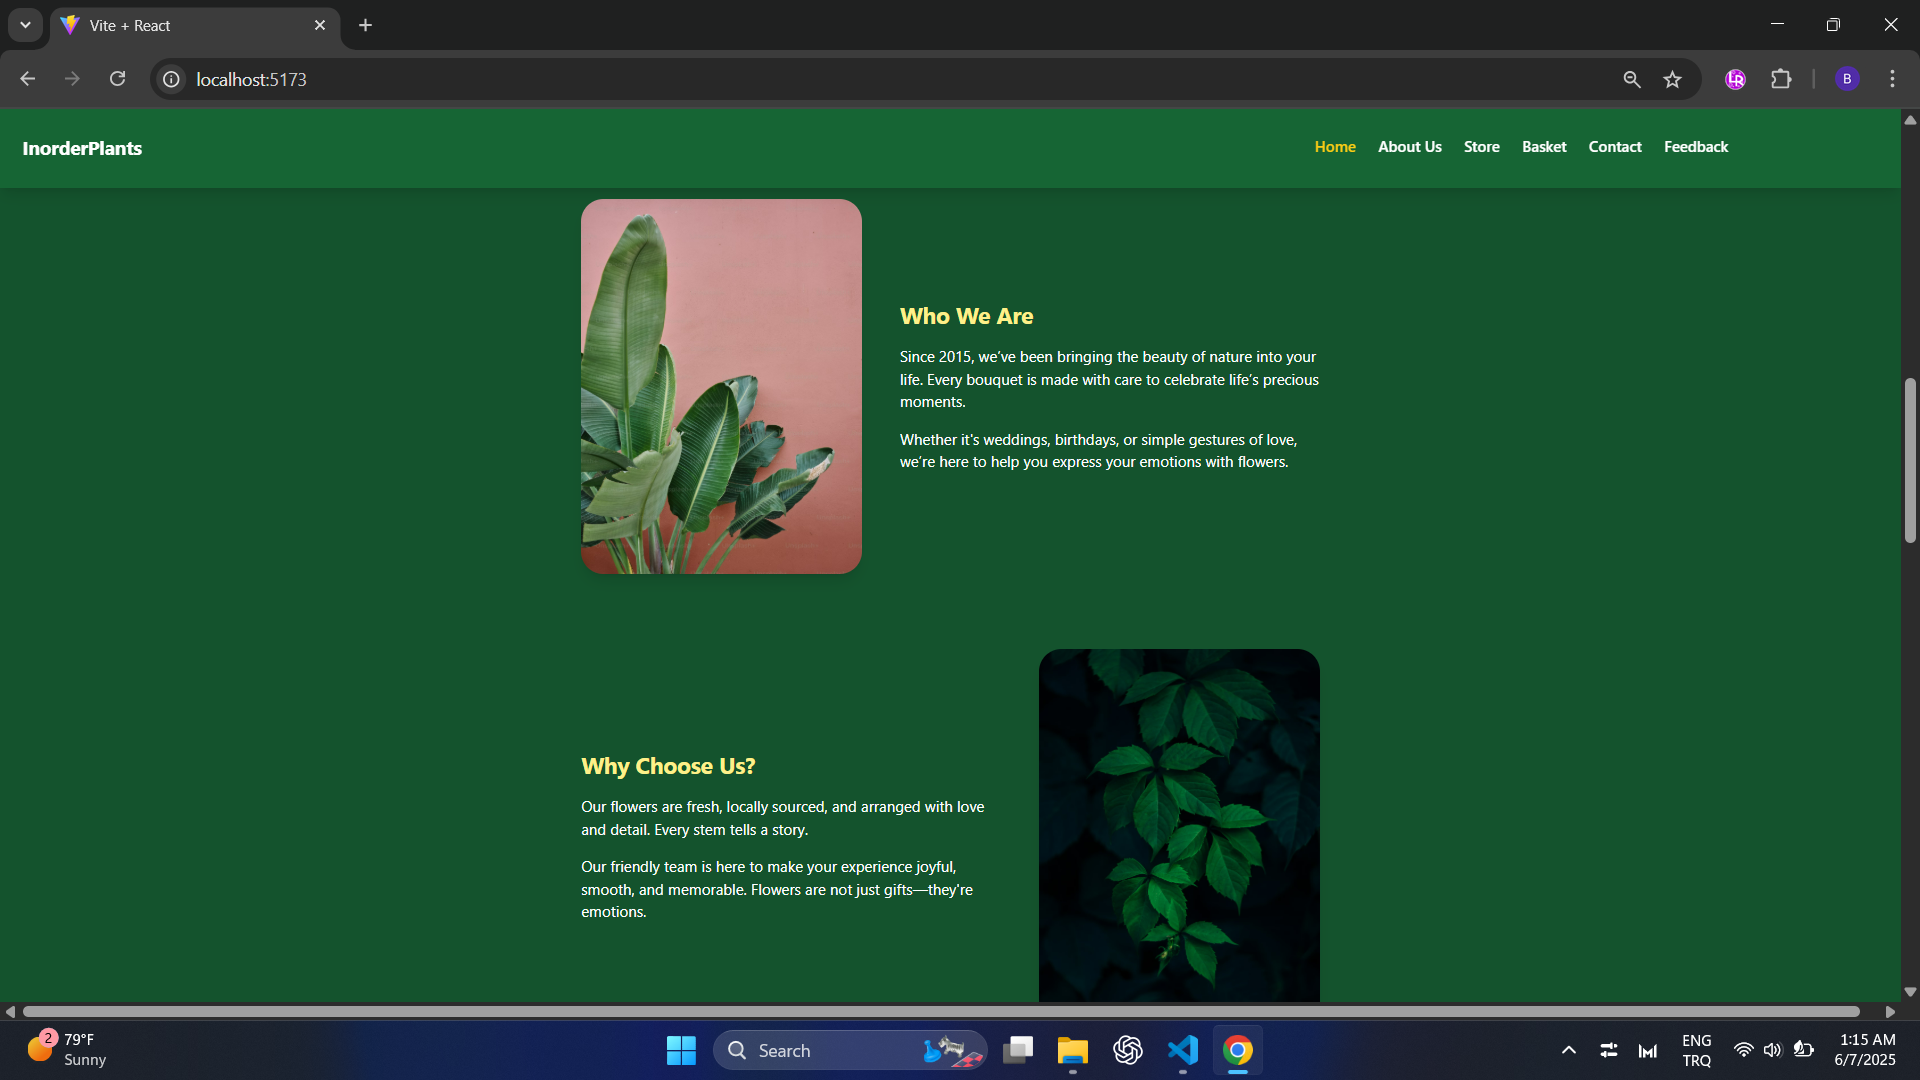 Vite + React
localhost:5173
B
InorderPlants
Home About Us Store Basket Contact Feedback
Who We Are
Since 2015, we’ve been bringing the beauty of nature into your
life. Every bouquet is made with care to celebrate life’s precious
moments.
Whether it's weddings, birthdays, or simple gestures of love,
we’re here to help you express your emotions with flowers.
Why Choose Us?
Our flowers are fresh, locally sourced, and arranged with love
and detail. Every stem tells a story.
Our friendly team is here to make your experience joyful,
smooth, and memorable. Flowers are not just gifts—they're
emotions.
2
79°F
Sunny
Search
ENG
TRQ
1:15 AM
6/7/2025